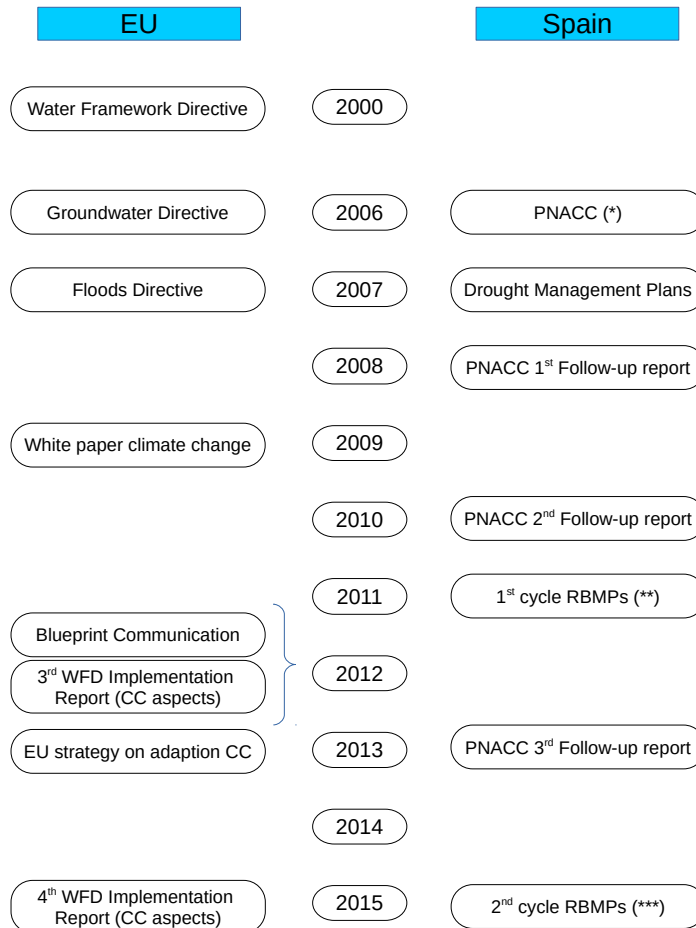 EU
Spain
Water Framework Directive
2000
Groundwater Directive
2006
PNACC (*)
Floods Directive
2007
Drought Management Plans
2008
PNACC 1st Follow-up report
White paper climate change
2009
2010
PNACC 2nd Follow-up report
2011
1st cycle RBMPs (**)
Blueprint Communication
3rd WFD Implementation
Report (CC aspects)
2012
EU strategy on adaption CC
2013
PNACC 3rd Follow-up report
2014
4th WFD Implementation
Report (CC aspects)
2015
2nd cycle RBMPs (***)